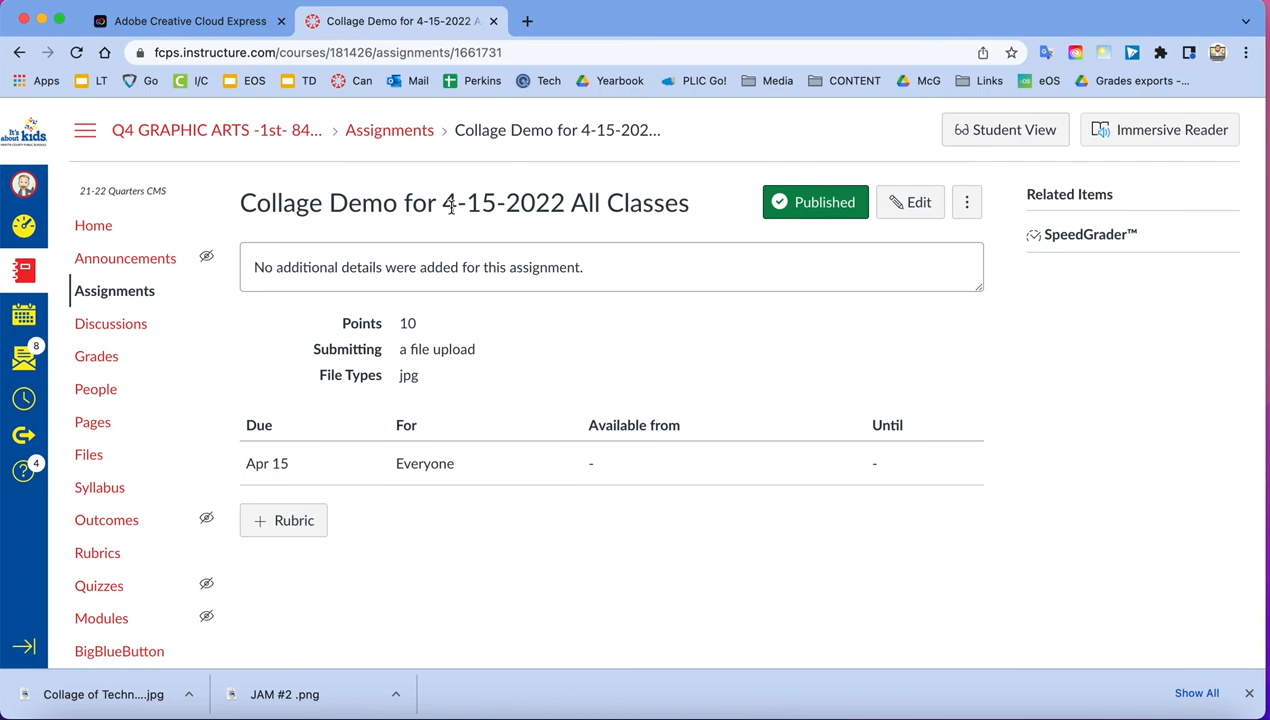 Adobe Creative Cloud Express
Collage Demo for 4-15-2022 A
fcps.instructure.com/courses/181426/assignments/1661731
Apps LT Go I/C EOS TD Can Mail Perkins Tech Yearbook PLIC Go! Media CONTENT McG Links eOS Grades exports -...
It's about kids
Q4 GRAPHIC ARTS -1st- 84... › Assignments › Collage Demo for 4-15-202...
Student View
Immersive Reader
21-22 Quarters CMS
Home
Announcements
Assignments
Discussions
Grades
People
Pages
Files
Syllabus
Outcomes
Rubrics
Quizzes
Modules
BigBlueButton
8
4
Collage Demo for 4-15-2022 All Classes
Published
Edit
No additional details were added for this assignment.
Points 10
Submitting a file upload
File Types jpg
Due For Available from Until
Apr 15 Everyone - -
+ Rubric
Related Items
SpeedGrader™
Collage of Techn....jpg
JAM #2 .png
Show All